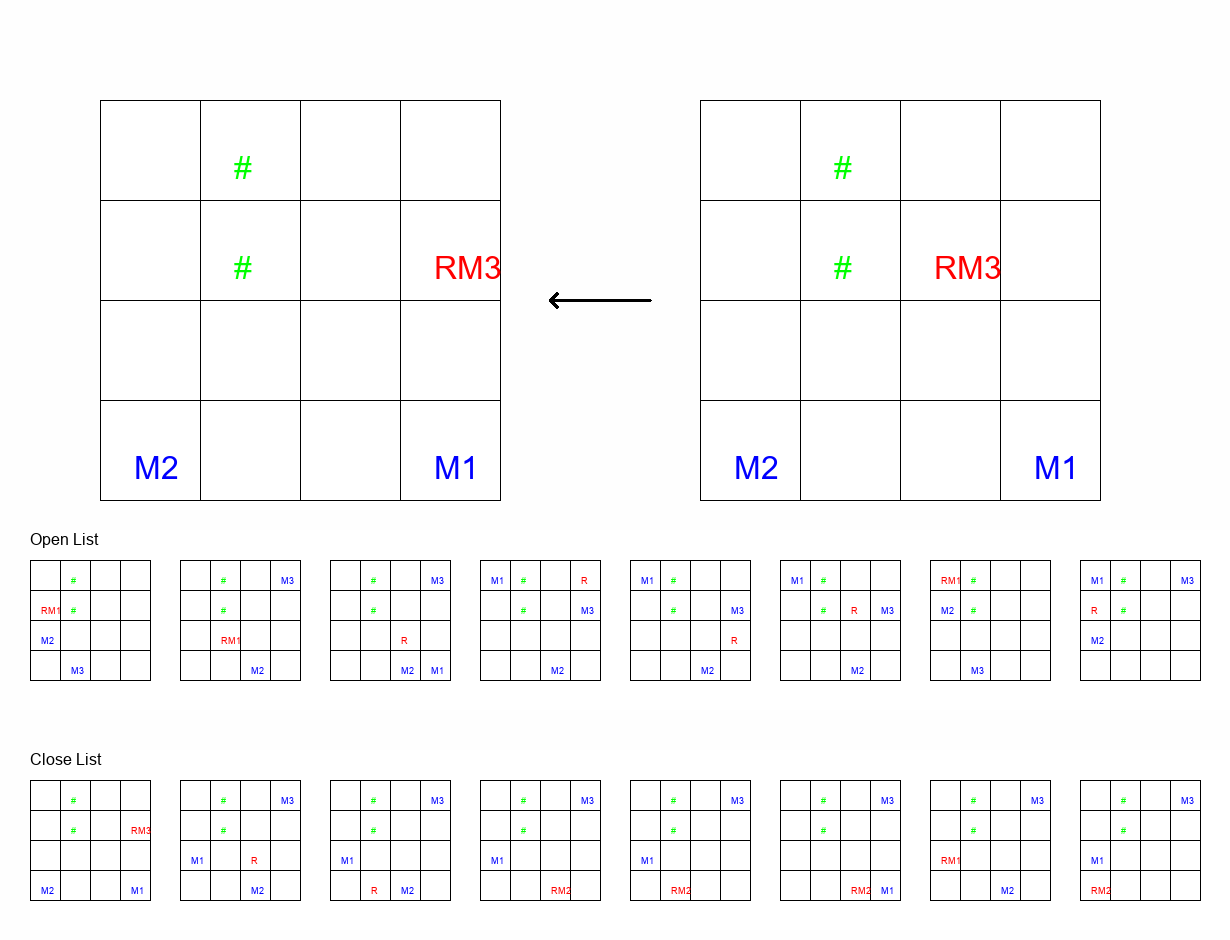 # #
# RM3 # RM3
M2 M1 M2 M1
Open List
# # M3 # M3 M1 # R M1 # M1 # RM1 # M1 # M3
RM1 # # # # M3 # M3 # R M3 M2 # R #
M2 RM1 R R M2
M3 M2 M2 M1 M2 M2 M2 M3
Close List
# # M3 # M3 # M3 # M3 # M3 # M3 # M3
# RM3 # # # # # # #
M1 R M1 M1 M1 RM1 M1
M2 M1 M2 R M2 RM2 RM2 RM2 M1 M2 RM2